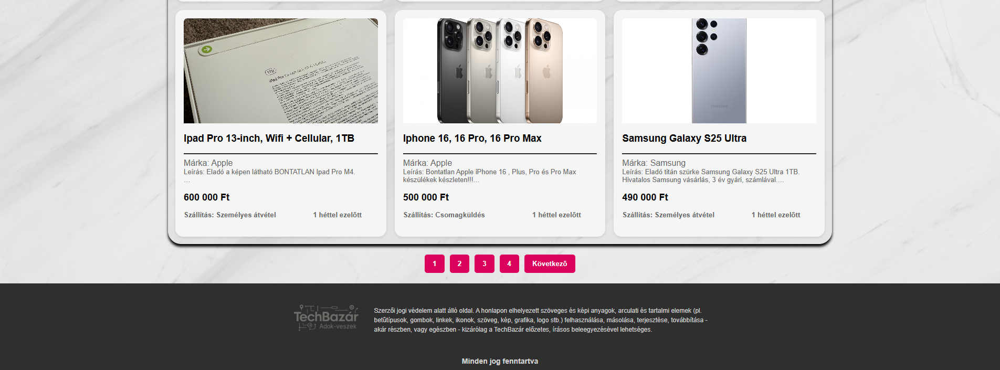 1TB
iPad Pro 13-inch
Ipad Pro 13-inch, Wifi + Cellular, 1TB
Márka: Apple
Leírás: Eladó a képen látható BONTATLAN Ipad Pro M4.
...
600 000 Ft
Szállítás: Személyes átvétel
1 héttel ezelőtt
Iphone 16, 16 Pro, 16 Pro Max
Márka: Apple
Leírás: Bontatlan Apple iPhone 16 , Plus, Pro és Pro Max
készülékek készleten!!!...
500 000 Ft
Szállítás: Csomagküldés
1 héttel ezelőtt
SAMSUNG
Samsung Galaxy S25 Ultra
Márka: Samsung
Leírás: Eladó titán szürke Samsung Galaxy S25 Ultra 1TB.
Hivatalos Samsung vásárlás, 3 év gyári, számlával....
490 000 Ft
Szállítás: Személyes átvétel
1 héttel ezelőtt
1 2 3 4 Következő
TechBazár
Adok-veszek
Szerzői jogi védelem alatt álló oldal. A honlapon elhelyezett szöveges és képi anyagok, arculati és tartalmi elemek (pl.
betűtípusok, gombok, linkek, ikonok, szöveg, kép, grafika, logo stb.) felhasználása, másolása, terjesztése, továbbítása -
akár részben, vagy egészben - kizárólag a TechBazár előzetes, írásos beleegyezésével lehetséges.
Minden jog fenntartva